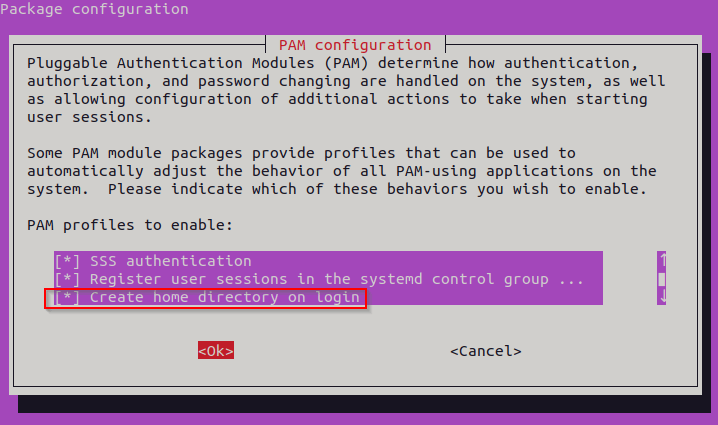 Package configuration
PAM configuration
Pluggable Authentication Modules (PAM) determine how authentication,
authorization, and password changing are handled on the system, as well
as allowing configuration of additional actions to take when starting
user sessions.
Some PAM module packages provide profiles that can be used to
automatically adjust the behavior of all PAM-using applications on the
system.  Please indicate which of these behaviors you wish to enable.
PAM profiles to enable:
[*] SSS authentication
[*] Register user sessions in the systemd control group ...
[*] Create home directory on login
<Ok> <Cancel>